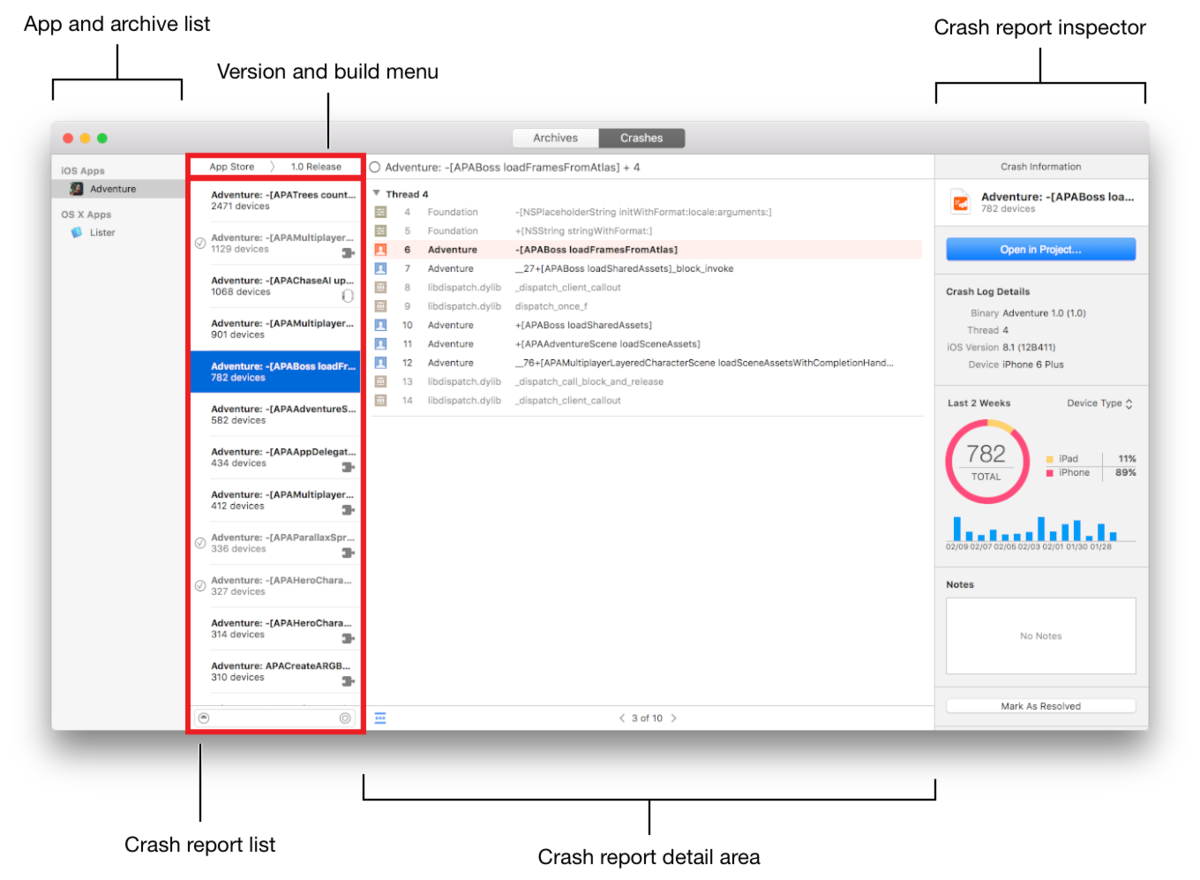 App and archive list
Crash report inspector
Version and build menu
Archives
Crashes
iOS Apps
Adventure
OS X Apps
Lister
App Store
1.0 Release
Adventure: -[APATrees count...
2471 devices
Adventure: -[APAMultiplayer...
1129 devices
Adventure: -[APAChaseAI up...
1068 devices
Adventure: -[APAMultiplayer...
901 devices
Adventure: -[APABoss loadFr...
782 devices
Adventure: -[APAAdventureS...
582 devices
Adventure: -[APAAppDelegat...
434 devices
Adventure: -[APAMultiplayer...
412 devices
Adventure: -[APAParallaxSpr...
336 devices
Adventure: -[APAHeroChara...
327 devices
Adventure: -[APAHeroChara...
314 devices
Adventure: APACreateARGB...
310 devices
Adventure: -[APABoss loadFramesFromAtlas] + 4
Thread 4
4 Foundation -[NSPlaceholderString initWithFormat:locale:arguments:]
5 Foundation +[NSString stringWithFormat:]
6 Adventure -[APABoss loadFramesFromAtlas]
7 Adventure __27+[APABoss loadSharedAssets]_block_invoke
8 libdispatch.dylib _dispatch_client_callout
9 libdispatch.dylib dispatch_once_f
10 Adventure +[APABoss loadSharedAssets]
11 Adventure +[APAAdventureScene loadSceneAssets]
12 Adventure __76+[APAMultiplayerLayeredCharacterScene loadSceneAssetsWithCompletionHand...
13 libdispatch.dylib _dispatch_call_block_and_release
14 libdispatch.dylib _dispatch_client_callout
3 of 10
Crash Information
Adventure: -[APABoss loa...
782 devices
Open in Project...
Crash Log Details
Binary Adventure 1.0 (1.0)
Thread 4
iOS Version 8.1 (12B411)
Device iPhone 6 Plus
Last 2 Weeks
Device Type
782
TOTAL
iPad 11%
iPhone 89%
02/09 02/07 02/05 02/03 02/01 01/30 01/28
Notes
No Notes
Mark As Resolved
Crash report list
Crash report detail area